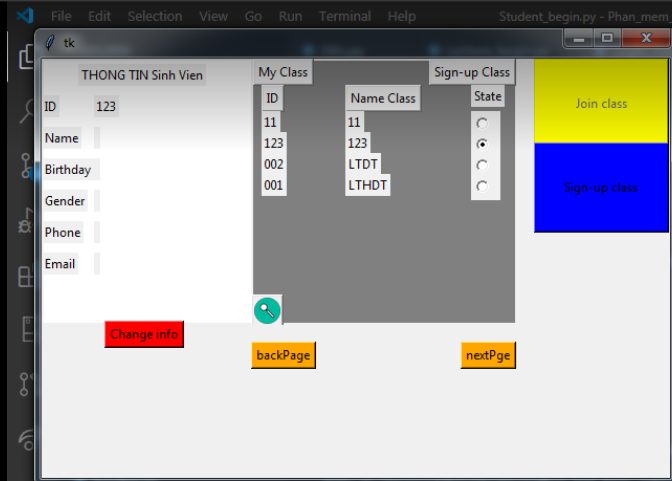 File Edit Selection View Go Run Terminal Help Student_begin.py - Phan_mem_
tk
THONG TIN Sinh Vien
ID 123
Name
Birthday
Gender
Phone
Email
Change info
My Class Sign-up Class
ID Name Class State
11 11
123 123
002 LTDT
001 LTHDT
backPage nextPge
Join class
Sign-up class